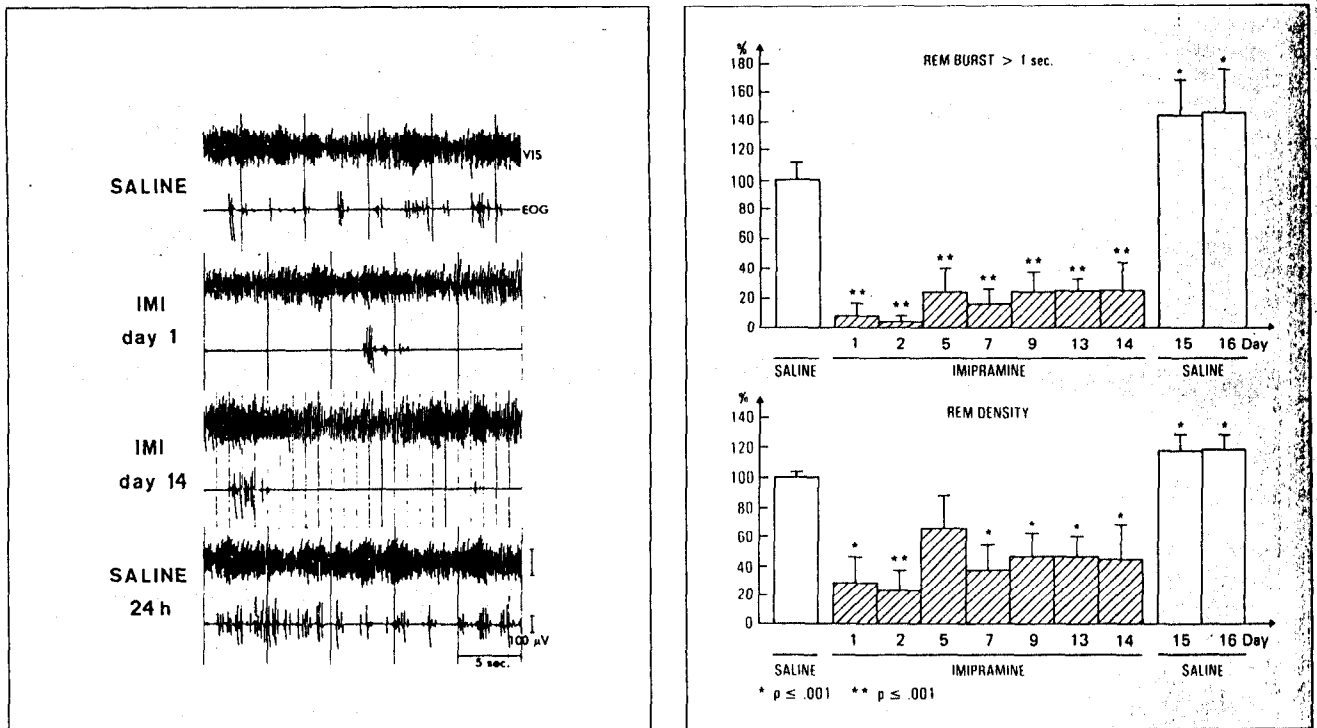 SALINE
VIS
EOG
IMI
day 1
IMI
day 14
SALINE
24 h
100 µV
5 sec.
%
REM BURST > 1 sec.
180
160
140
120
100
80
60
40
20
0
* *
** ** ** ** ** ** **
1 2 5 7 9 13 14 15 16 Day
SALINE IMIPRAMINE SALINE
%
REM DENSITY
140
120
100
80
60
40
20
0
* *
* ** * * * *
1 2 5 7 9 13 14 15 16 Day
SALINE IMIPRAMINE SALINE
* p ≤ .001 ** p ≤ .001